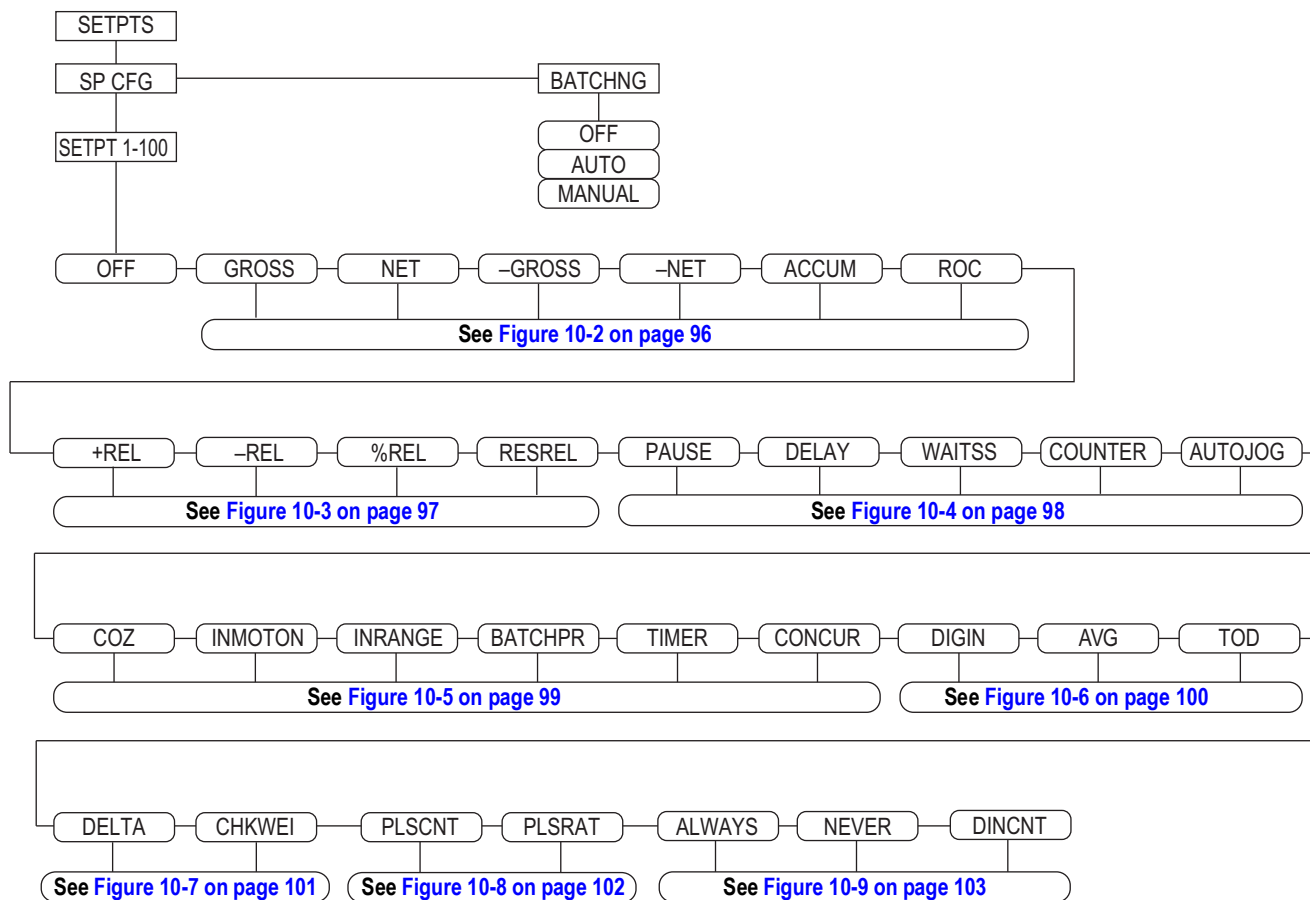 SETPTS
SP CFG
BATCHNG
SETPT 1-100
OFF
AUTO
MANUAL
OFF GROSS NET –GROSS –NET ACCUM ROC
See Figure 10-2 on page 96
+REL –REL %REL RESREL PAUSE DELAY WAITSS COUNTER AUTOJOG
See Figure 10-3 on page 97 See Figure 10-4 on page 98
COZ INMOTON INRANGE BATCHPR TIMER CONCUR DIGIN AVG TOD
See Figure 10-5 on page 99 See Figure 10-6 on page 100
DELTA CHKWEI PLSCNT PLSRAT ALWAYS NEVER DINCNT
See Figure 10-7 on page 101 See Figure 10-8 on page 102 See Figure 10-9 on page 103